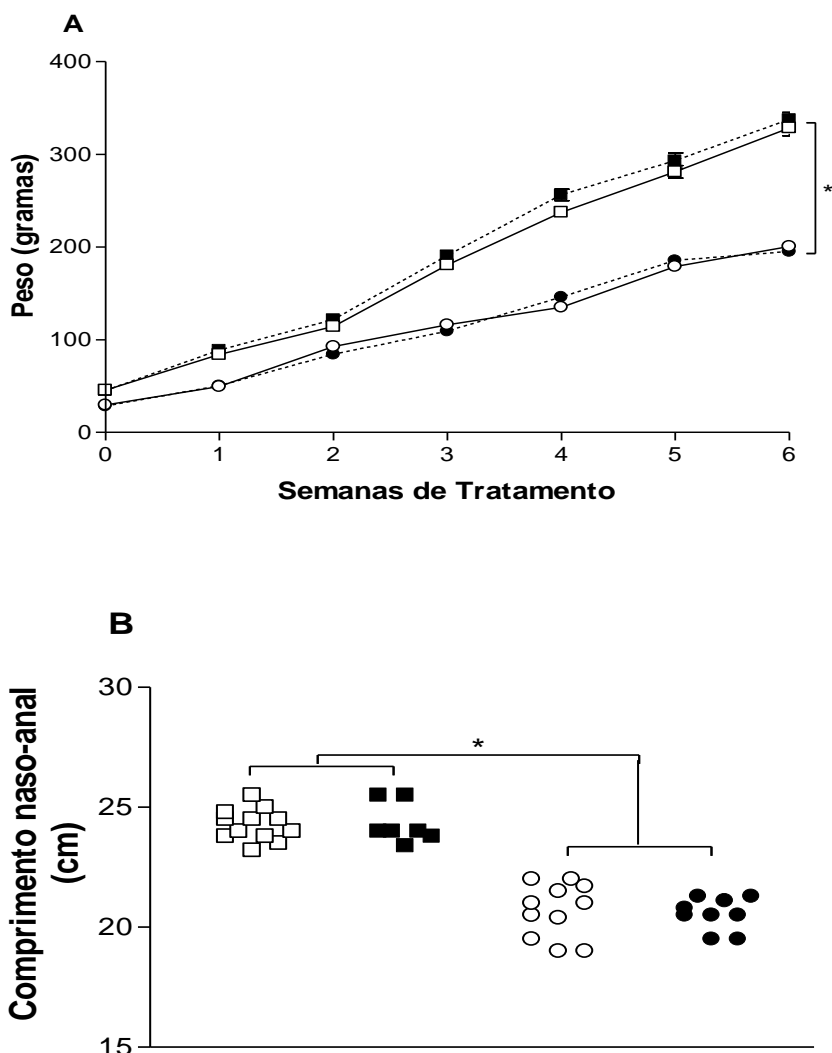 A
400
300
200
100
0
Peso (gramas)
*
0 1 2 3 4 5 6
Semanas de Tratamento
B
30
25
20
15
Comprimento naso-anal
(cm)
*